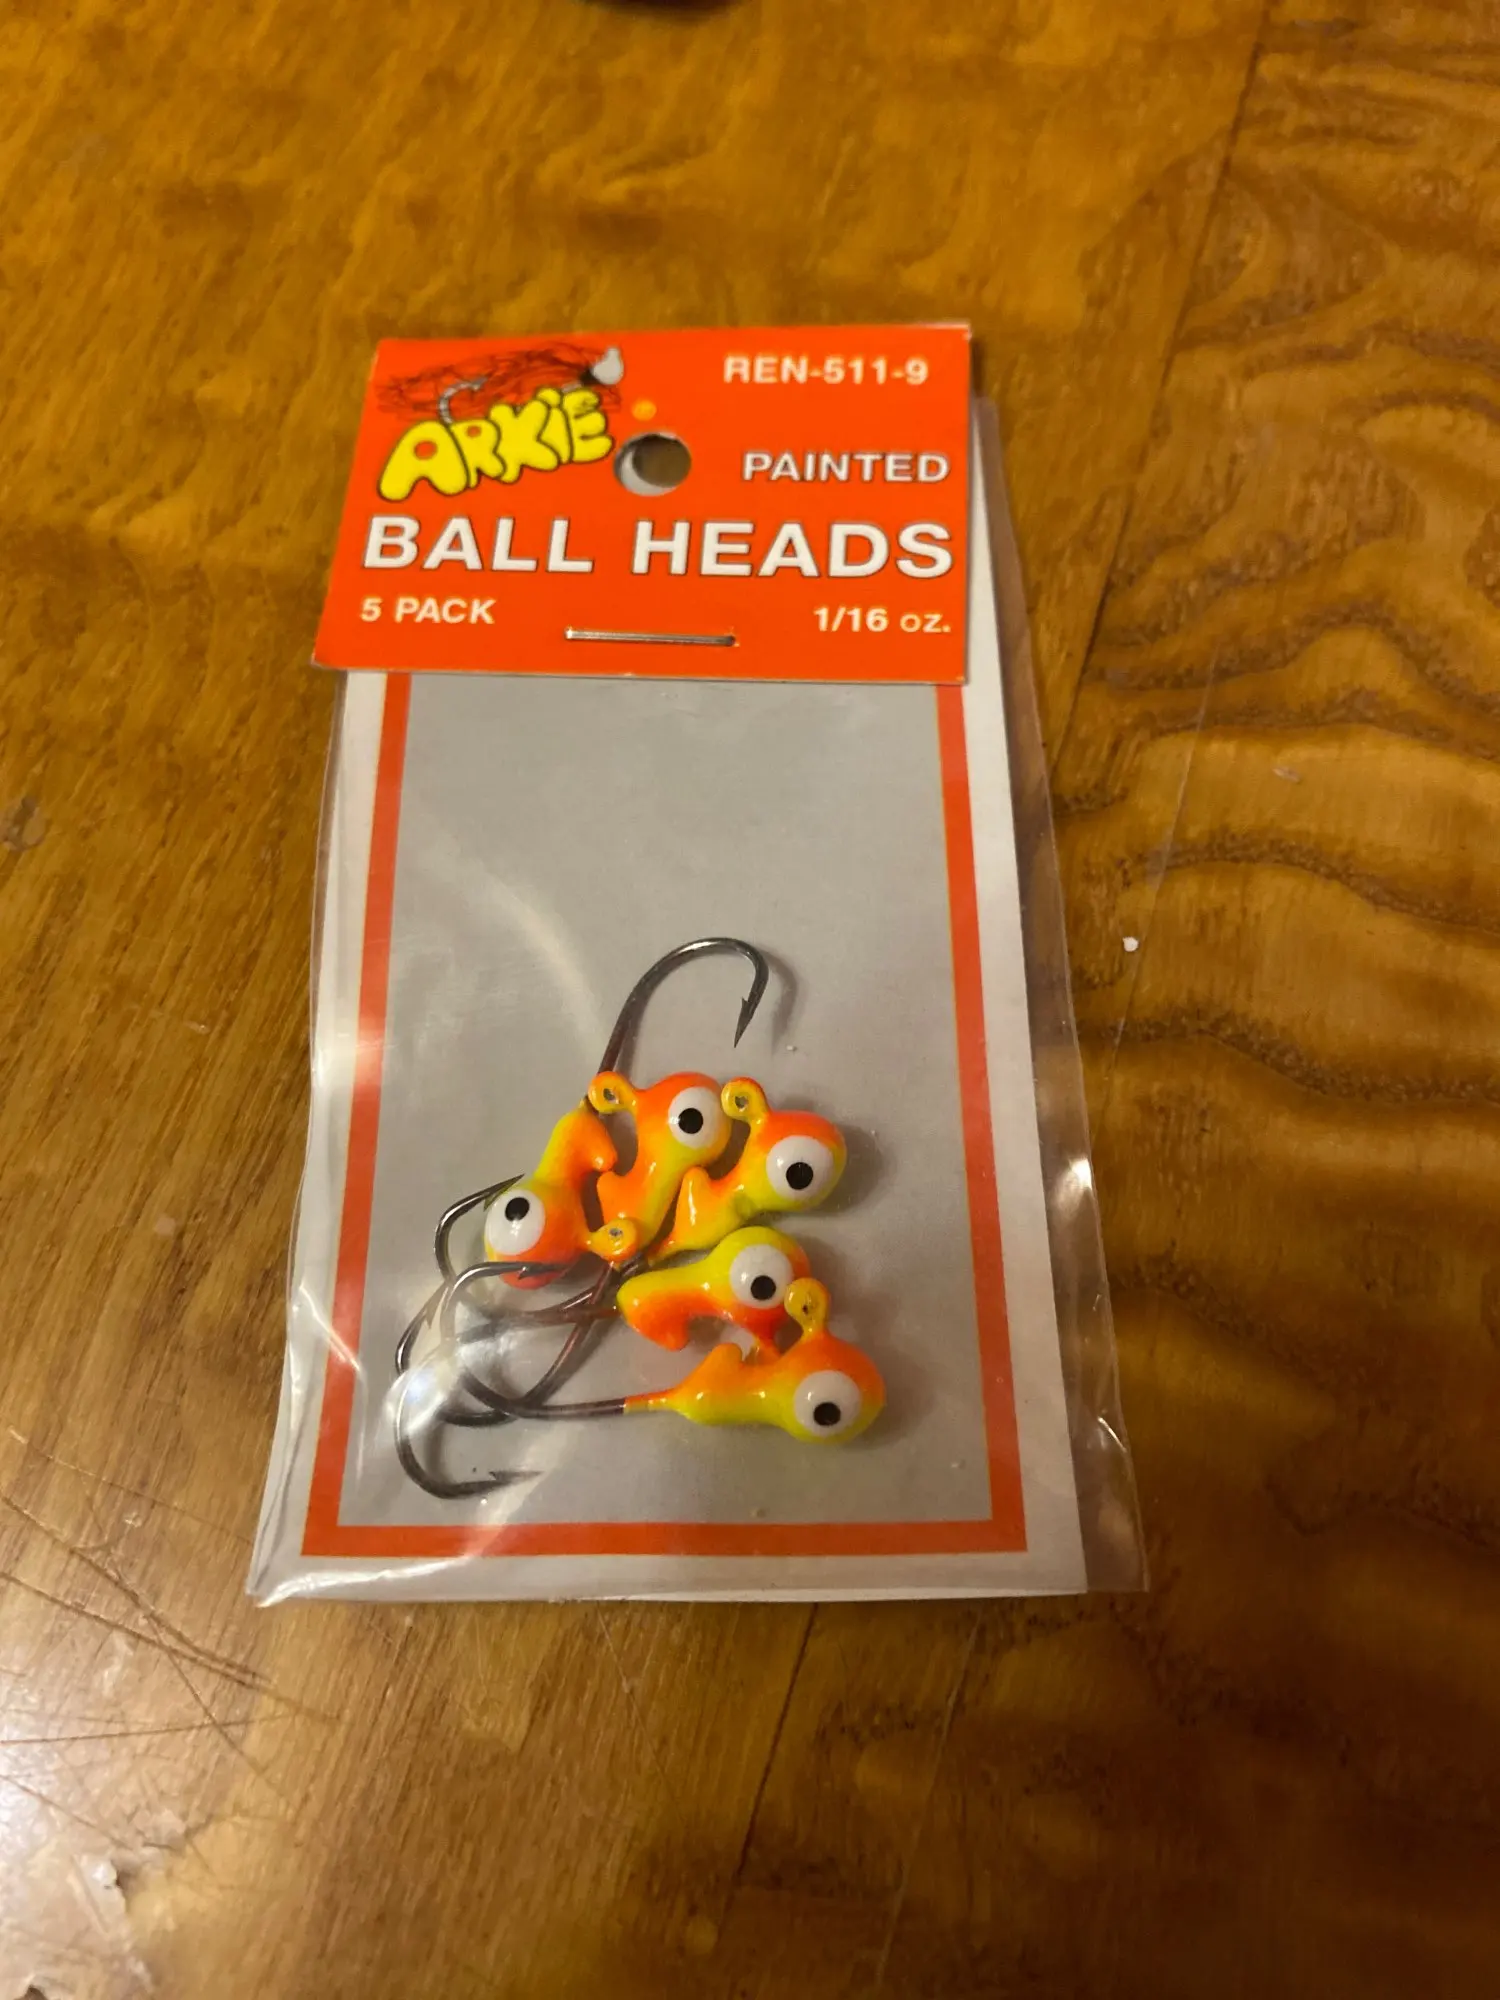 REN-511-9
ARKIE
PAINTED
BALL HEADS
5 PACK
1/16 oz.